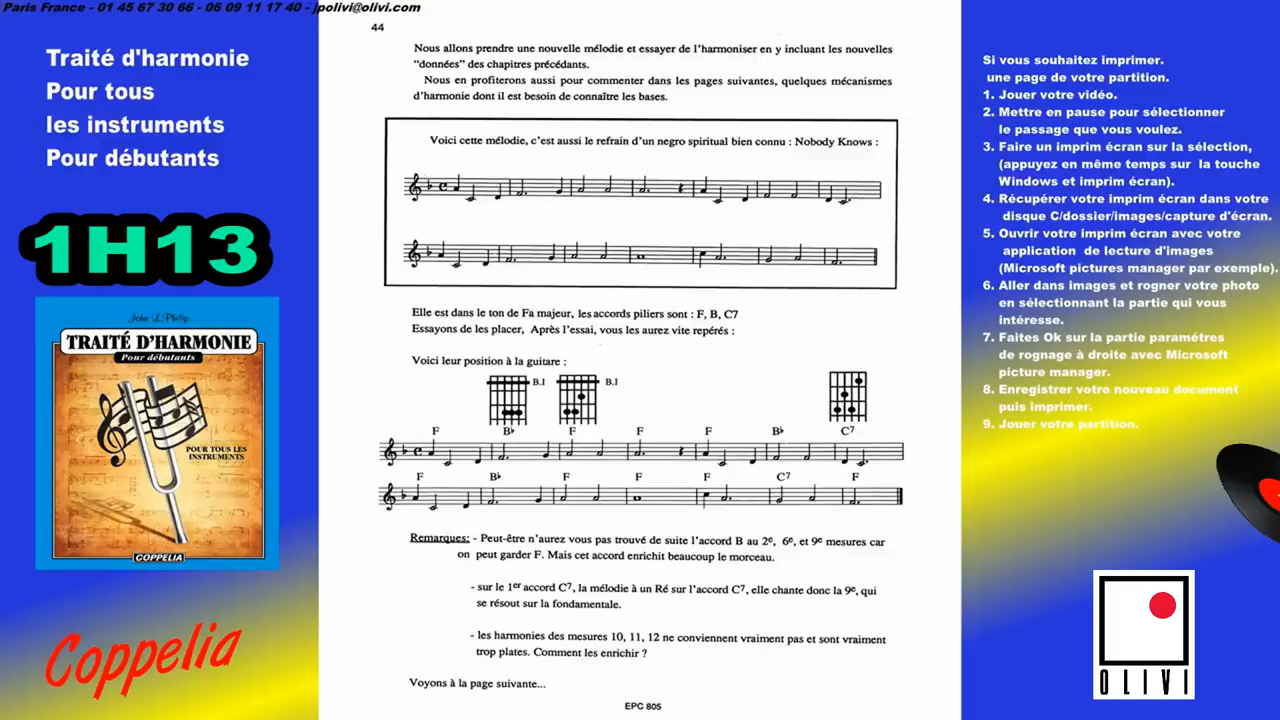 Paris France - 01 45 67 30 66 - 06 09 11 17 40 - jpolivi@olivi.com
Traité d'harmonie
Pour tous
les instruments
Pour débutants
1H13
John L. Philip
TRAITÉ D'HARMONIE
Pour débutants
POUR TOUS LES
INSTRUMENTS
COPPELIA
Coppelia
44
Nous allons prendre une nouvelle mélodie et essayer de l'harmoniser en y incluant les nouvelles
"données" des chapitres précédants.
Nous en profiterons aussi pour commenter dans les pages suivantes, quelques mécanismes
d'harmonie dont il est besoin de connaître les bases.
Voici cette mélodie, c'est aussi le refrain d'un negro spiritual bien connu : Nobody Knows :
Elle est dans le ton de Fa majeur, les accords piliers sont : F, B, C7
Essayons de les placer, Après l'essai, vous les aurez vite repérés :
Voici leur position à la guitare :
B.I B.I
F B♭ F F F B♭ C7
F B♭ F F F C7 F
Remarques: - Peut-être n'aurez vous pas trouvé de suite l'accord B au 2e, 6e, et 9e mesures car
on peut garder F. Mais cet accord enrichit beaucoup le morceau.
- sur le 1er accord C7, la mélodie à un Ré sur l'accord C7, elle chante donc la 9e, qui
se résout sur la fondamentale.
- les harmonies des mesures 10, 11, 12 ne conviennent vraiment pas et sont vraiment
trop plates. Comment les enrichir ?
Voyons à la page suivante...
EPC 805
Si vous souhaitez imprimer.
une page de votre partition.
1. Jouer votre vidéo.
2. Mettre en pause pour sélectionner
le passage que vous voulez.
3. Faire un imprim écran sur la sélection,
(appuyez en même temps sur la touche
Windows et imprim écran).
4. Récupérer votre imprim écran dans votre
disque C/dossier/images/capture d'écran.
5. Ouvrir votre imprim écran avec votre
application de lecture d'images
(Microsoft pictures manager par exemple).
6. Aller dans images et rogner votre photo
en sélectionnant la partie qui vous
intéresse.
7. Faites Ok sur la partie paramétres
de rognage à droite avec Microsoft
picture manager.
8. Enregistrer votre nouveau document
puis imprimer.
9. Jouer votre partition.
OLIVI